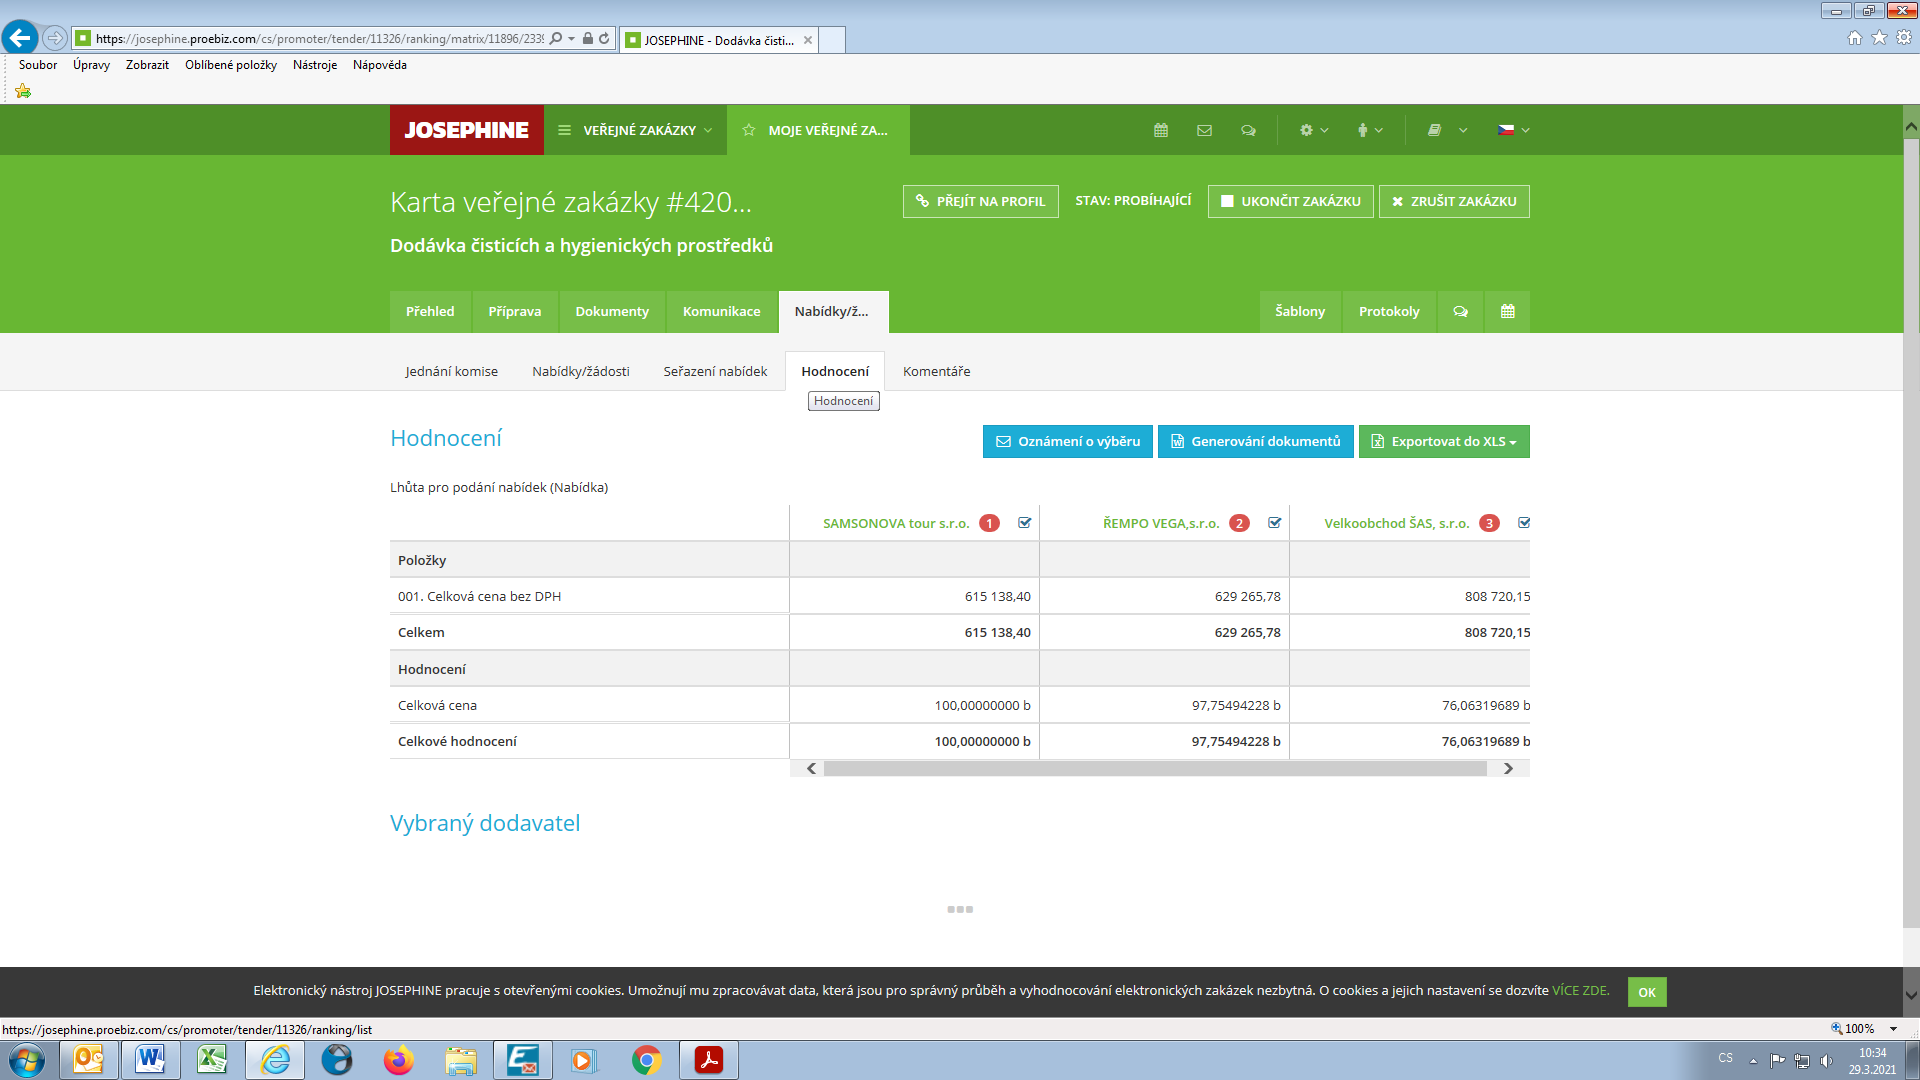 https://josephine.proebiz.com/cs/promoter/tender/11326/ranking/matrix/11896/2339
JOSEPHINE - Dodávka čisti...
Soubor Úpravy Zobrazit Oblíbené položky Nástroje Nápověda
JOSEPHINE VEŘEJNÉ ZAKÁZKY MOJE VEŘEJNÉ ZA...
Karta veřejné zakázky #420...
PŘEJÍT NA PROFIL STAV: PROBÍHAJÍCÍ UKONČIT ZAKÁZKU ZRUŠIT ZAKÁZKU
Dodávka čisticích a hygienických prostředků
Přehled Příprava Dokumenty Komunikace Nabídky/ž... Šablony Protokoly
Jednání komise Nabídky/žádosti Seřazení nabídek Hodnocení Komentáře
Hodnocení
Hodnocení Oznámení o výběru Generování dokumentů Exportovat do XLS
Lhůta pro podání nabídek (Nabídka)
SAMSONOVA tour s.r.o. 1 ŘEMPO VEGA,s.r.o. 2 Velkoobchod ŠAS, s.r.o. 3
Položky
001. Celková cena bez DPH 615 138,40 629 265,78 808 720,15
Celkem 615 138,40 629 265,78 808 720,15
Hodnocení
Celková cena 100,00000000 b 97,75494228 b 76,06319689 b
Celkové hodnocení 100,00000000 b 97,75494228 b 76,06319689 b
Vybraný dodavatel
Elektronický nástroj JOSEPHINE pracuje s otevřenými cookies. Umožnují mu zpracovávat data, která jsou pro správný průběh a vyhodnocování elektronických zakázek nezbytná. O cookies a jejich nastavení se dozvíte VÍCE ZDE. OK
https://josephine.proebiz.com/cs/promoter/tender/11326/ranking/list
100%
CS
10:34
29.3.2021